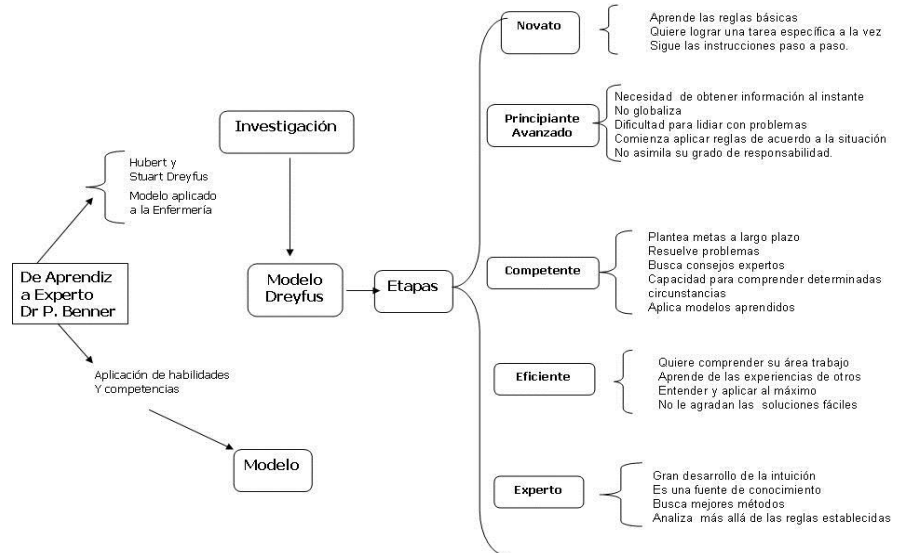 De Aprendiz
a Experto
Dr P. Benner
Hubert y
Stuart Dreyfus
Modelo aplicado
a la Enfermería
Aplicación de habilidades
Y competencias
Modelo
Investigación
Modelo
Dreyfus
Etapas
Novato
Aprende las reglas básicas
Quiere lograr una tarea específica a la vez
Sigue las instrucciones paso a paso.
Principiante
Avanzado
Necesidad de obtener información al instante
No globaliza
Dificultad para lidiar con problemas
Comienza aplicar reglas de acuerdo a la situación
No asimila su grado de responsabilidad.
Competente
Plantea metas a largo plazo
Resuelve problemas
Busca consejos expertos
Capacidad para comprender determinadas
circunstancias
Aplica modelos aprendidos
Eficiente
Quiere comprender su área trabajo
Aprende de las experiencias de otros
Entender y aplicar al máximo
No le agradan las soluciones fáciles
Experto
Gran desarrollo de la intuición
Es una fuente de conocimiento
Busca mejores métodos
Analiza más allá de las reglas establecidas